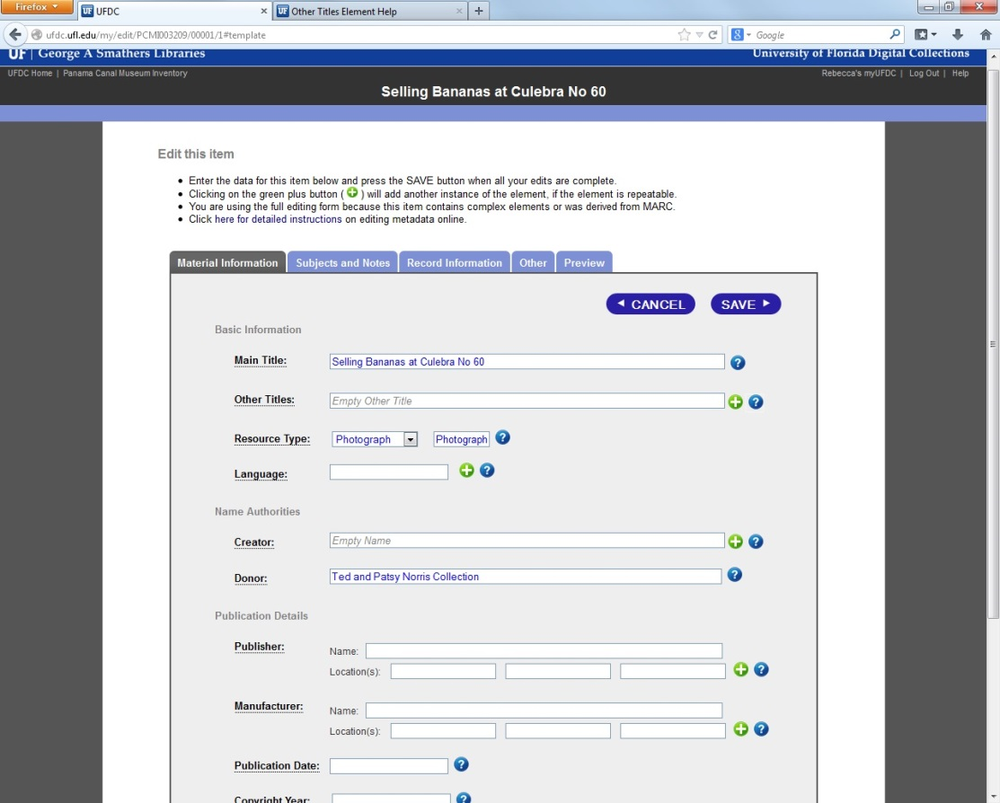 Firefox
UFDC
Other Titles Element Help
ufdc.ufl.edu/my/edit/PCMI003209/00001/1#template
Google
UF | George A Smathers Libraries
University of Florida Digital Collections
UFDC Home | Panama Canal Museum Inventory
Rebecca's myUFDC | Log Out | Help
Selling Bananas at Culebra No 60
Edit this item
• Enter the data for this item below and press the SAVE button when all your edits are complete.
• Clicking on the green plus button ( + ) will add another instance of the element, if the element is repeatable.
• You are using the full editing form because this item contains complex elements or was derived from MARC.
• Click here for detailed instructions on editing metadata online.
Material Information Subjects and Notes Record Information Other Preview
CANCEL SAVE
Basic Information
Main Title: Selling Bananas at Culebra No 60
Other Titles: Empty Other Title
Resource Type: Photograph Photograph
Language:
Name Authorities
Creator: Empty Name
Donor: Ted and Patsy Norris Collection
Publication Details
Publisher: Name:
Location(s):
Manufacturer: Name:
Location(s):
Publication Date:
Copyright Year: